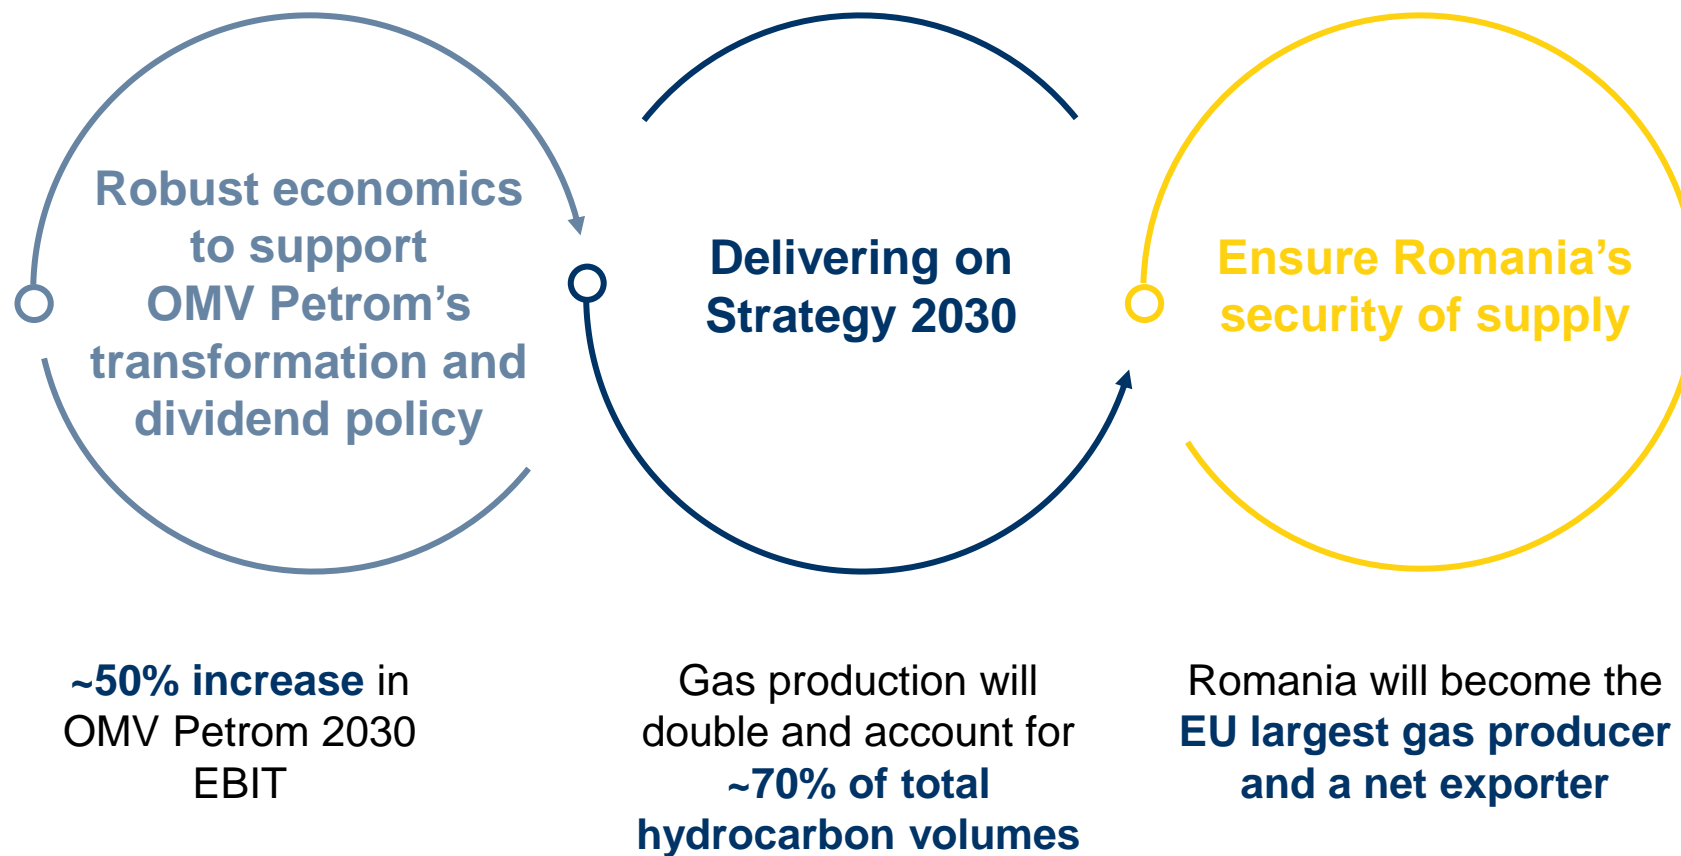 Robust economics
to support
OMV Petrom’s
transformation and
dividend policy
Delivering on
Strategy 2030
Ensure Romania’s
security of supply
~50% increase in
OMV Petrom 2030
EBIT
Gas production will
double and account for
~70% of total
hydrocarbon volumes
Romania will become the
EU largest gas producer
and a net exporter